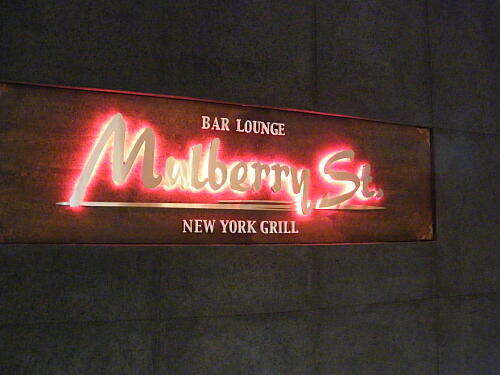 BAR LOUNGE
Mulberry St.
NEW YORK GRILL